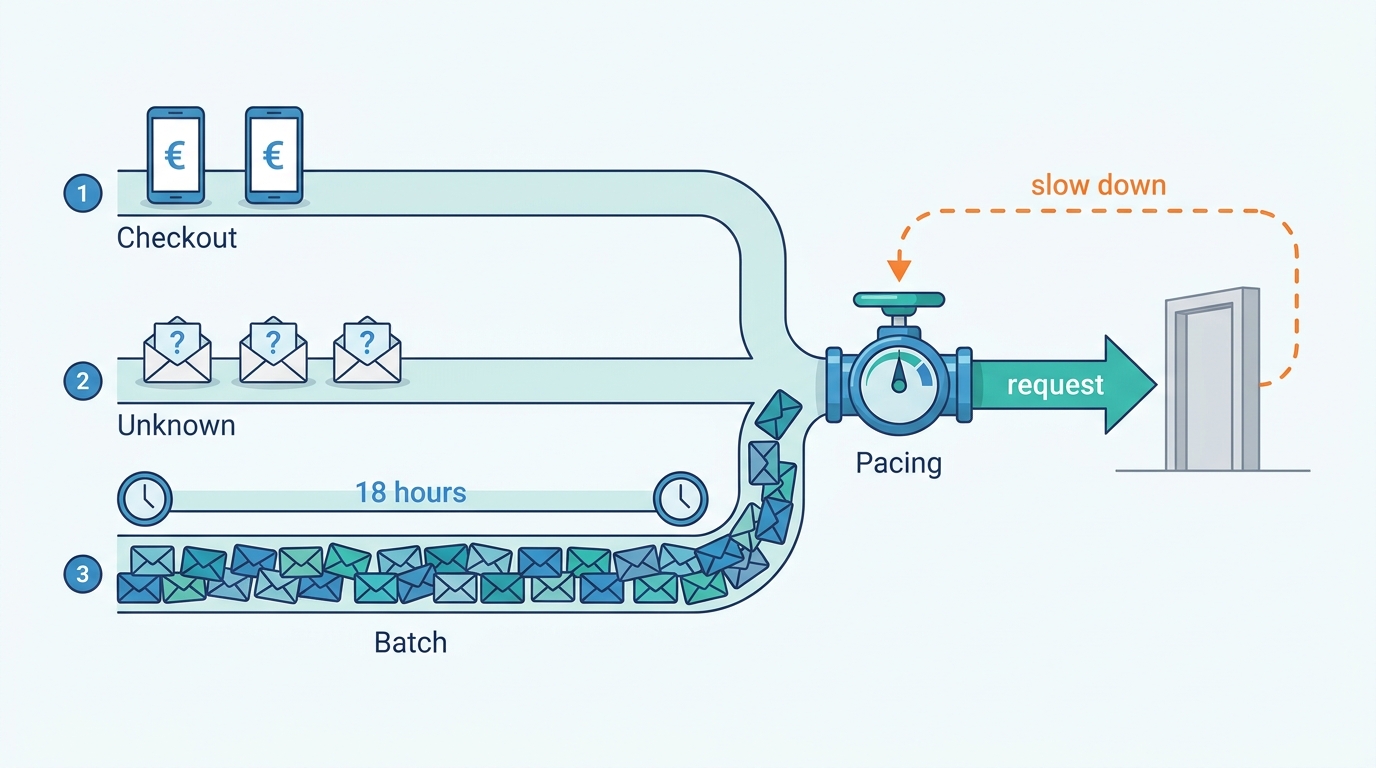 € €
slow down
1
Checkout
? ? ?
2
Unknown
request
Pacing
18 hours
3
Batch